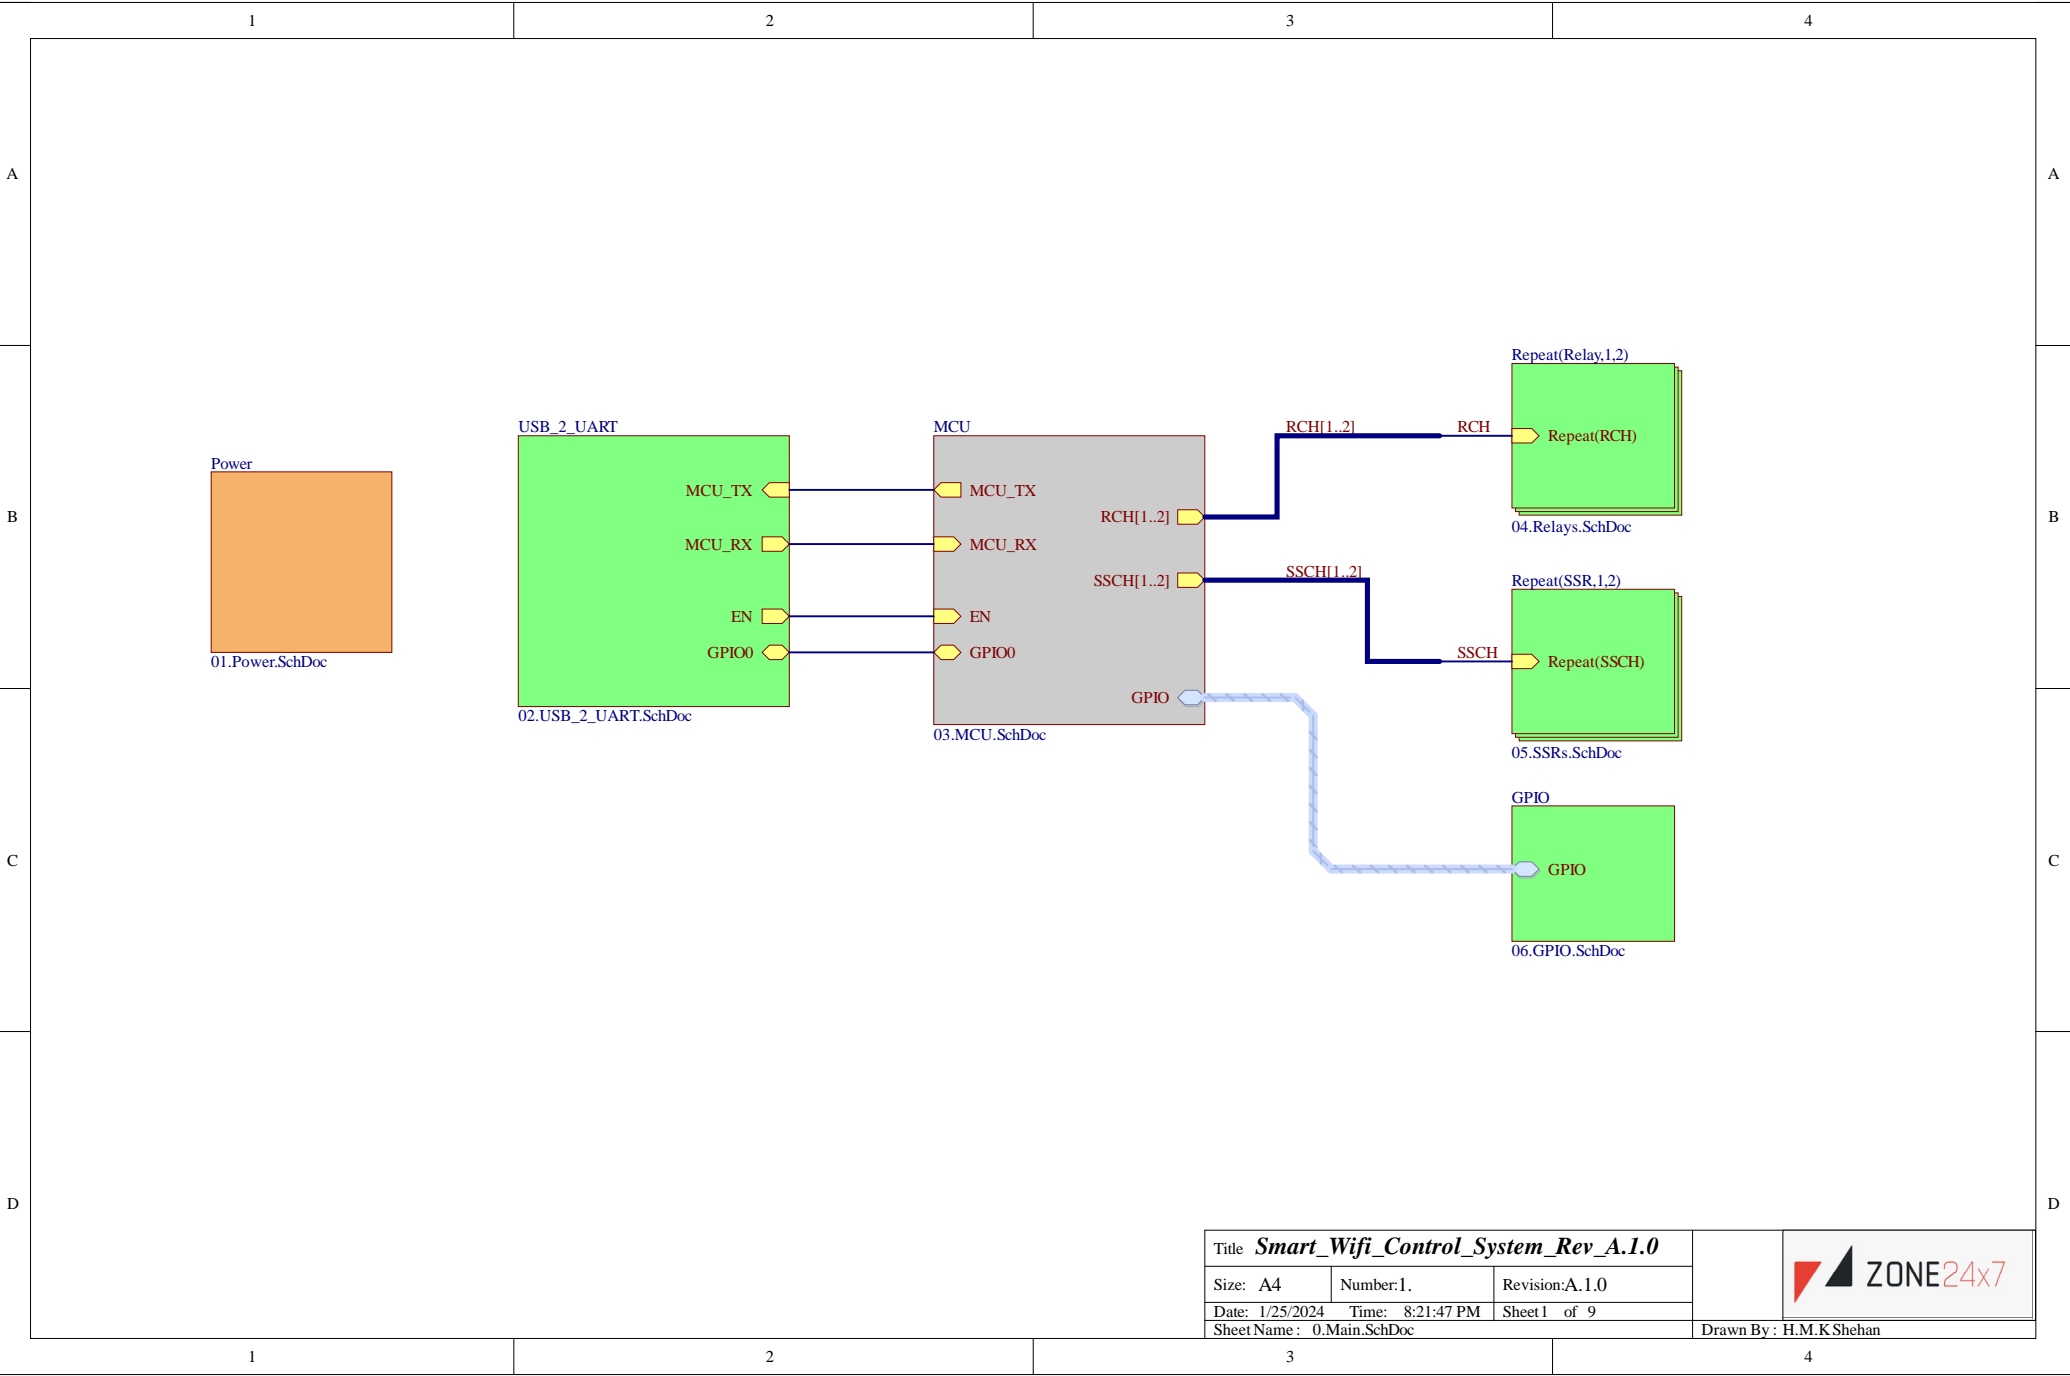 1 2 3 4
A A
Repeat(Relay,1,2)
USB_2_UART MCU RCH[1..2] RCH Repeat(RCH)
Power
MCU_TX MCU_TX
RCH[1..2]
B B
04.Relays.SchDoc
MCU_RX MCU_RX
SSCH[1..2] SSCH[1..2] Repeat(SSR,1,2)
EN EN
GPIO0 GPIO0 SSCH Repeat(SSCH)
01.Power.SchDoc
GPIO
02.USB_2_UART.SchDoc
03.MCU.SchDoc
05.SSRs.SchDoc
GPIO
C C
GPIO
06.GPIO.SchDoc
D D
Title Smart_Wifi_Control_System_Rev_A.1.0
ZONE24x7
Size: A4 Number:1. Revision:A.1.0
Date: 1/25/2024 Time: 8:21:47 PM Sheet1 of 9
Sheet Name : 0.Main.SchDoc Drawn By : H.M.K Shehan
1 2 3 4